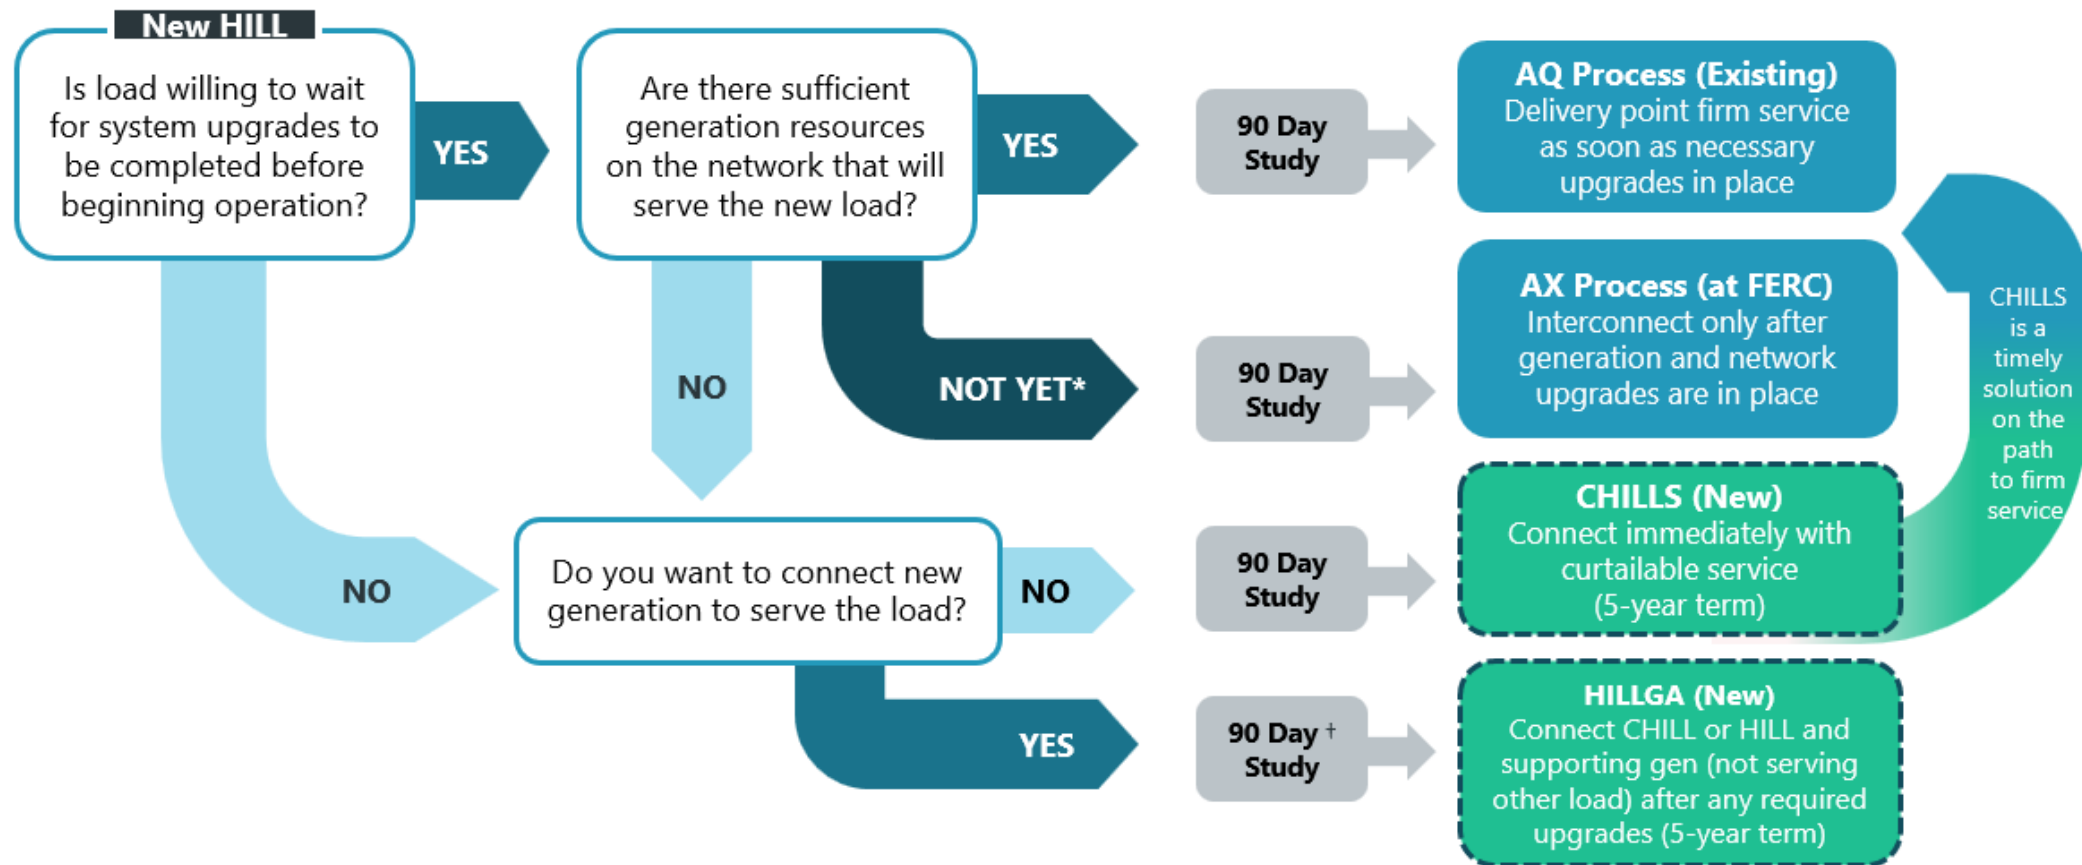 New HILL
Is load willing to wait
for system upgrades to
be completed before
beginning operation?
YES
Are there sufficient
generation resources
on the network that will
serve the new load?
YES
90 Day
Study
AQ Process (Existing)
Delivery point firm service
as soon as necessary
upgrades in place
NO
NOT YET*
90 Day
Study
AX Process (at FERC)
Interconnect only after
generation and network
upgrades are in place
CHILLS
is a
timely
solution
on the
path
to firm
service
NO
Do you want to connect new
generation to serve the load?
NO
90 Day
Study
CHILLS (New)
Connect immediately with
curtailable service
(5-year term)
YES
90 Day †
Study
HILLGA (New)
Connect CHILL or HILL and
supporting gen (not serving
other load) after any required
upgrades (5-year term)